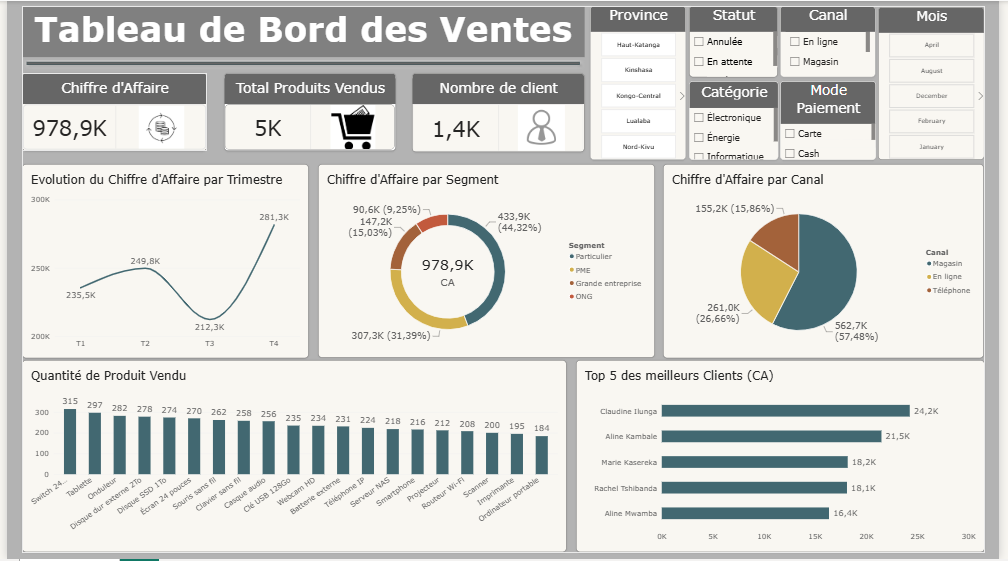 Tableau de Bord des Ventes
Province
Haut-Katanga
Kinshasa
Kongo-Central
Lualaba
Nord-Kivu
Statut
Annulée
En attente
Canal
En ligne
Magasin
Catégorie
Électronique
Énergie
Informatique
Mode
Paiement
Carte
Cash
Mois
April
August
December
February
January
Chiffre d'Affaire
978,9K
Total Produits Vendus
5K
Nombre de client
1,4K
Evolution du Chiffre d'Affaire par Trimestre
300K
250K
200K
235,5K
249,8K
212,3K
281,3K
T1 T2 T3 T4
Chiffre d'Affaire par Segment
90,6K (9,25%)
147,2K
(15,03%)
433,9K
(44,32%)
978,9K
CA
307,3K (31,39%)
Segment
Particulier
PME
Grande entreprise
ONG
Chiffre d'Affaire par Canal
155,2K (15,86%)
261,0K
(26,66%)
562,7K
(57,48%)
Canal
Magasin
En ligne
Téléphone
Quantité de Produit Vendu
300
200
100
0
315 297 282 278 274 270 262 258 256 235 234 231 224 218 216 212 208 200 195 184
Switch 24...
Tablette
Onduleur
Disque dur externe 2To
Disque SSD 1To
Écran 24 pouces
Souris sans fil
Clavier sans fil
Casque audio
Clé USB 128Go
Webcam HD
Batterie externe
Téléphone IP
Serveur NAS
Smartphone
Projecteur
Routeur Wi-Fi
Scanner
Imprimante
Ordinateur portable
Top 5 des meilleurs Clients (CA)
Claudine Ilunga 24,2K
Aline Kambale 21,5K
Marie Kasereka 18,2K
Rachel Tshibanda 18,1K
Aline Mwamba 16,4K
0K 5K 10K 15K 20K 25K 30K